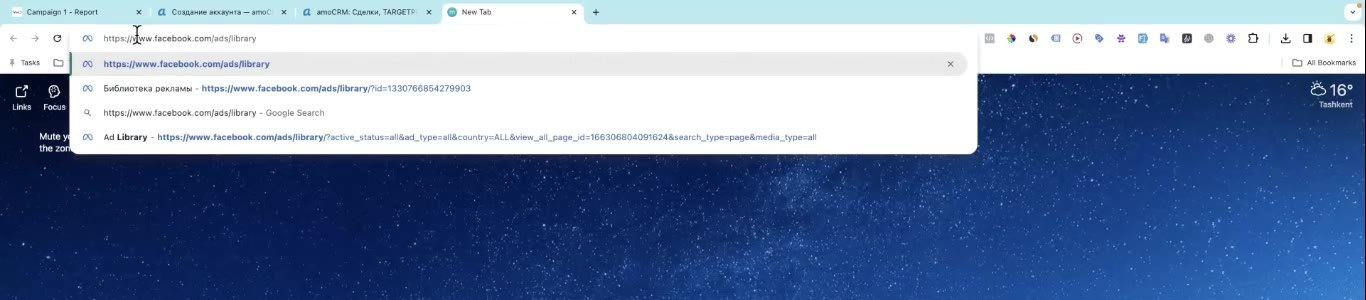 Campaign 1 - Report
Создание аккаунта — amoC
amoCRM: Сделки, TARGETP
New Tab
https://www.facebook.com/ads/library
Tasks
All Bookmarks
https://www.facebook.com/ads/library
Библиотека рекламы - https://www.facebook.com/ads/library/?id=1330766854279903
https://www.facebook.com/ads/library - Google Search
Ad Library - https://www.facebook.com/ads/library/?active_status=all&ad_type=all&country=ALL&view_all_page_id=166306804091624&search_type=page&media_type=all
Links
Focus
16°
Tashkent
Mute
the zon